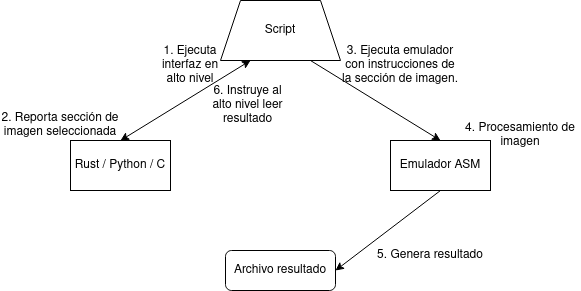 Script
1. Ejecuta
interfaz en
alto nivel
3. Ejecuta emulador
con instrucciones de
la sección de imagen.
6. Instruye al
alto nivel leer
resultado
2. Reporta sección de
imagen seleccionada
4. Procesamiento de
imagen
Rust / Python / C
Emulador ASM
5. Genera resultado
Archivo resultado